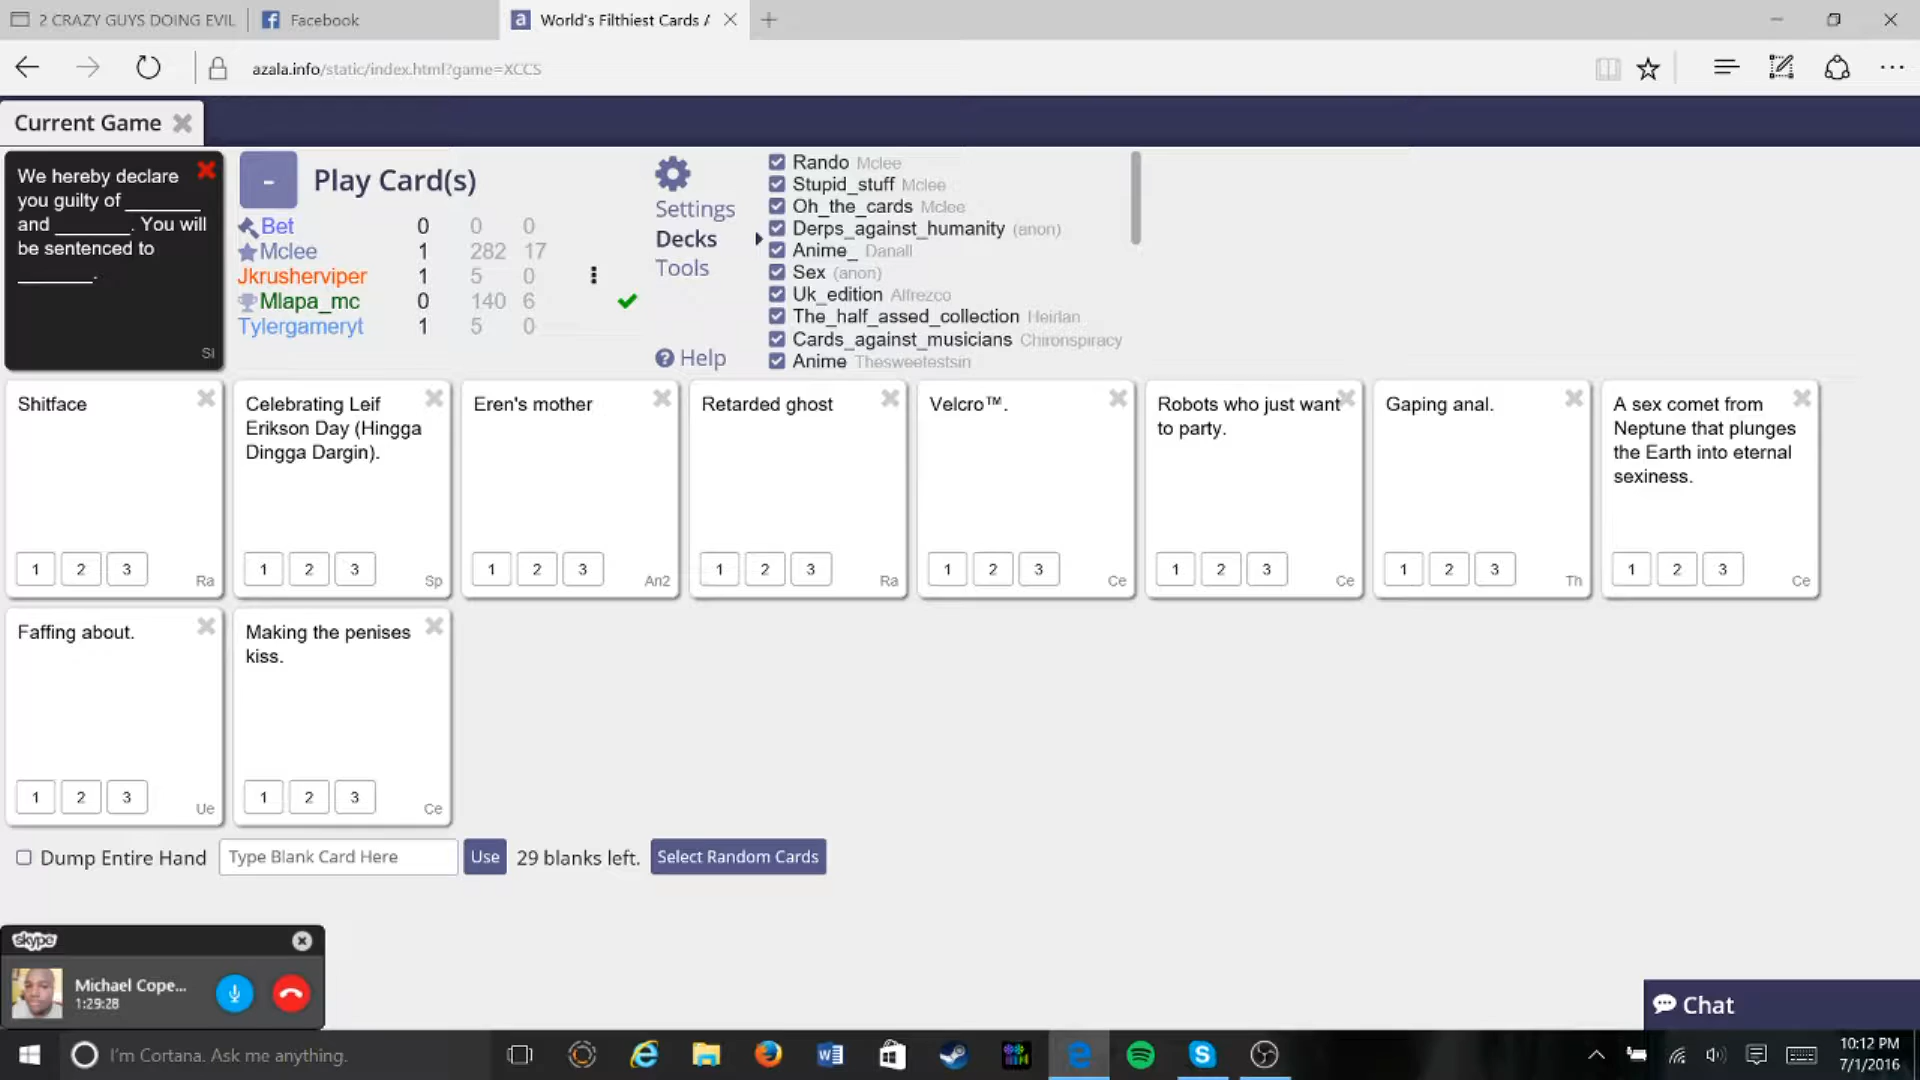 2 CRAZY GUYS DOING EVIL
Facebook
World's Filthiest Cards A
azala.info/static/index.html?game=XCCS
Current Game
We hereby declare
you guilty of _______
and _______. You will
be sentenced to
_______.
SI
- Play Card(s)
Bet 0 0 0
Mclee 1 282 17
Jkrusherviper 1 5 0
Mlapa_mc 0 140 6
Tylergameryt 1 5 0
Settings
Decks
Tools
Help
Rando Mclee
Stupid_stuff Mclee
Oh_the_cards Mclee
Derps_against_humanity (anon)
Anime_ Danall
Sex (anon)
Uk_edition Alfrezco
The_half_assed_collection Heirlan
Cards_against_musicians Chironspiracy
Anime Thesweetestsin
Shitface
1 2 3 Ra
Celebrating Leif
Erikson Day (Hingga
Dingga Dargin).
1 2 3 Sp
Eren's mother
1 2 3 An2
Retarded ghost
1 2 3 Ra
Velcro™.
1 2 3 Ce
Robots who just want
to party.
1 2 3 Ce
Gaping anal.
1 2 3 Th
A sex comet from
Neptune that plunges
the Earth into eternal
sexiness.
1 2 3 Ce
Faffing about.
1 2 3 Ue
Making the penises
kiss.
1 2 3 Ce
Dump Entire Hand
Type Blank Card Here
Use
29 blanks left.
Select Random Cards
skype
Michael Cope...
1:29:28
Chat
I'm Cortana. Ask me anything.
10:12 PM
7/1/2016